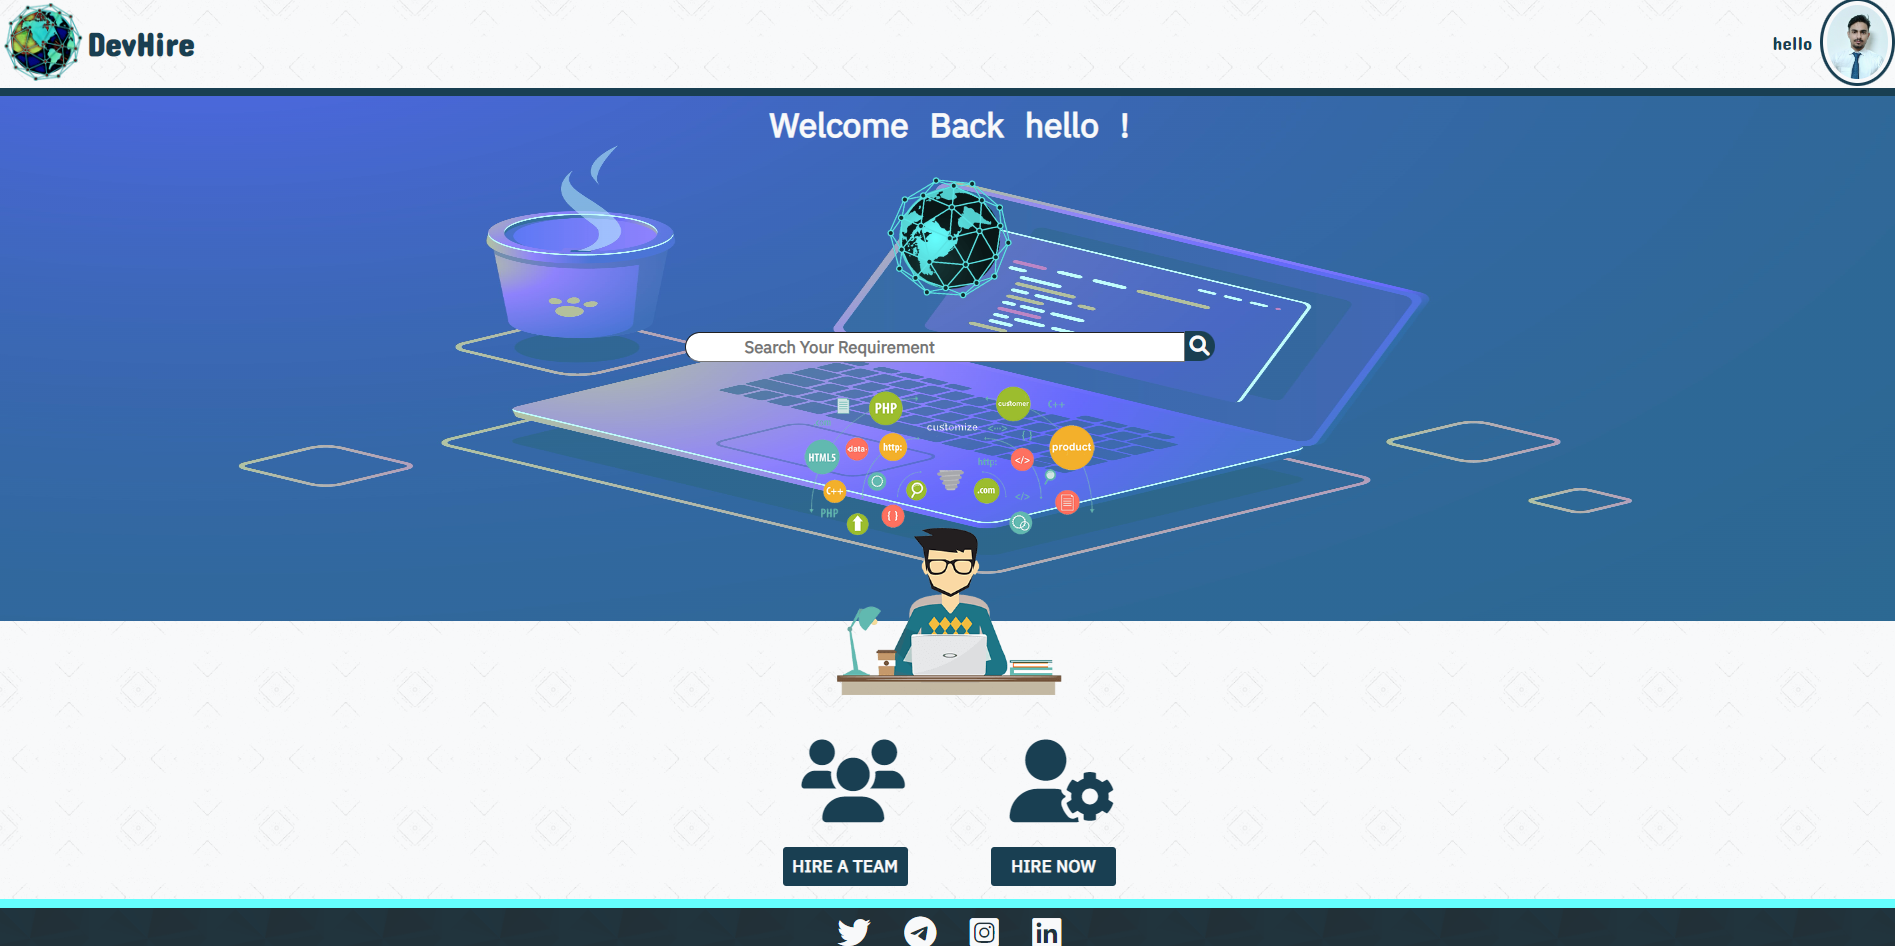 DevHire
hello
Welcome Back hello !
Search Your Requirement
PHP
customer
C++
customize
<···>
{ }
HTML5
data
http:
product
http:
</>
C++
.com
</>
PHP
{ }
HIRE A TEAM
HIRE NOW
in